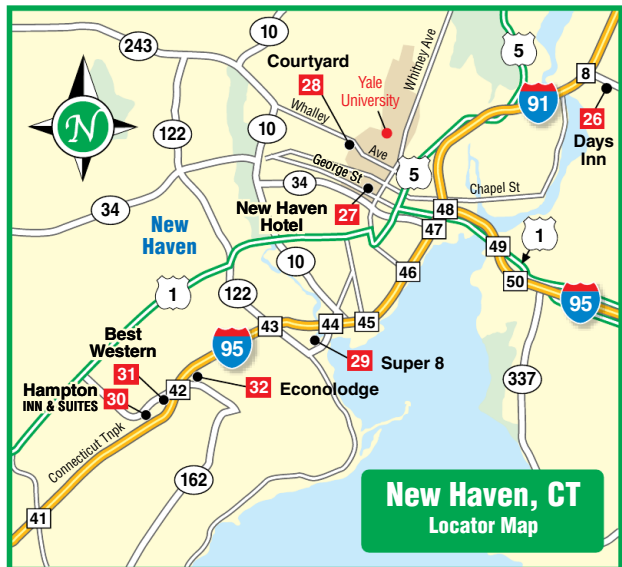 243
10
Courtyard
28
Yale
University
Whitney Ave
5
8
91
26
Days
Inn
Whalley
Ave
122
10
George St
5
34
Chapel St
34
New Haven
Hotel
27
48
47
49
1
New
Haven
N
10
46
50
95
1
122
43
44
45
95
29
Super 8
Best
Western
31
42
32
Econolodge
Hampton
INN & SUITES
30
337
Connecticut Tnpk
162
41
New Haven, CT
Locator Map